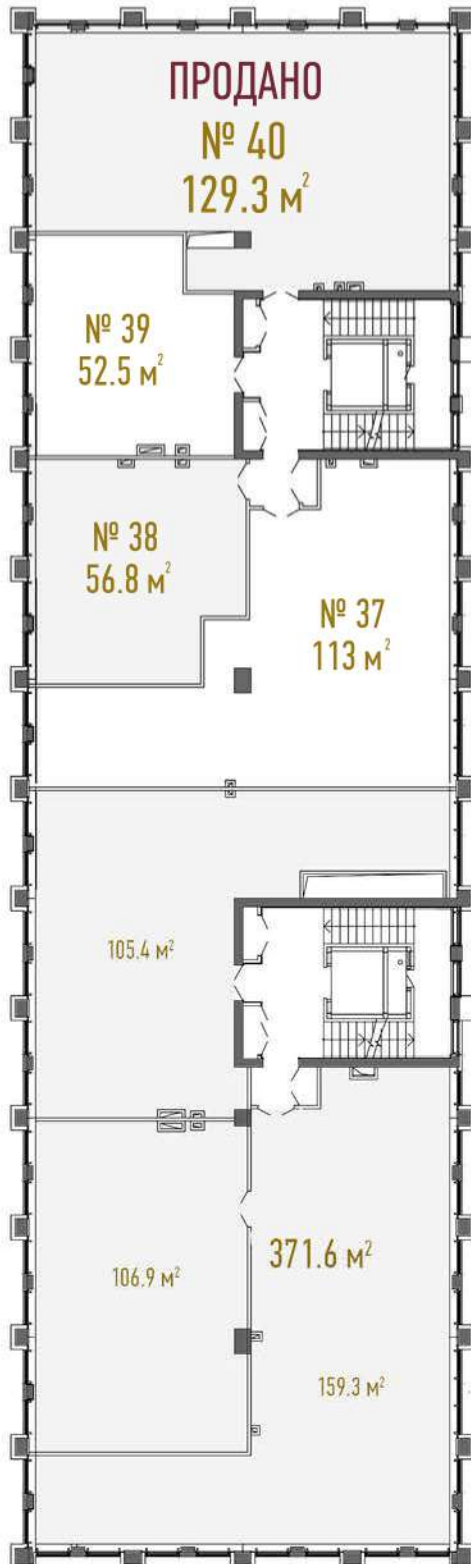 ПРОДАНО
№ 40
129.3 м²
№ 39
52.5 м²
№ 38
56.8 м²
№ 37
113 м²
105.4 м²
371.6 м²
106.9 м²
159.3 м²